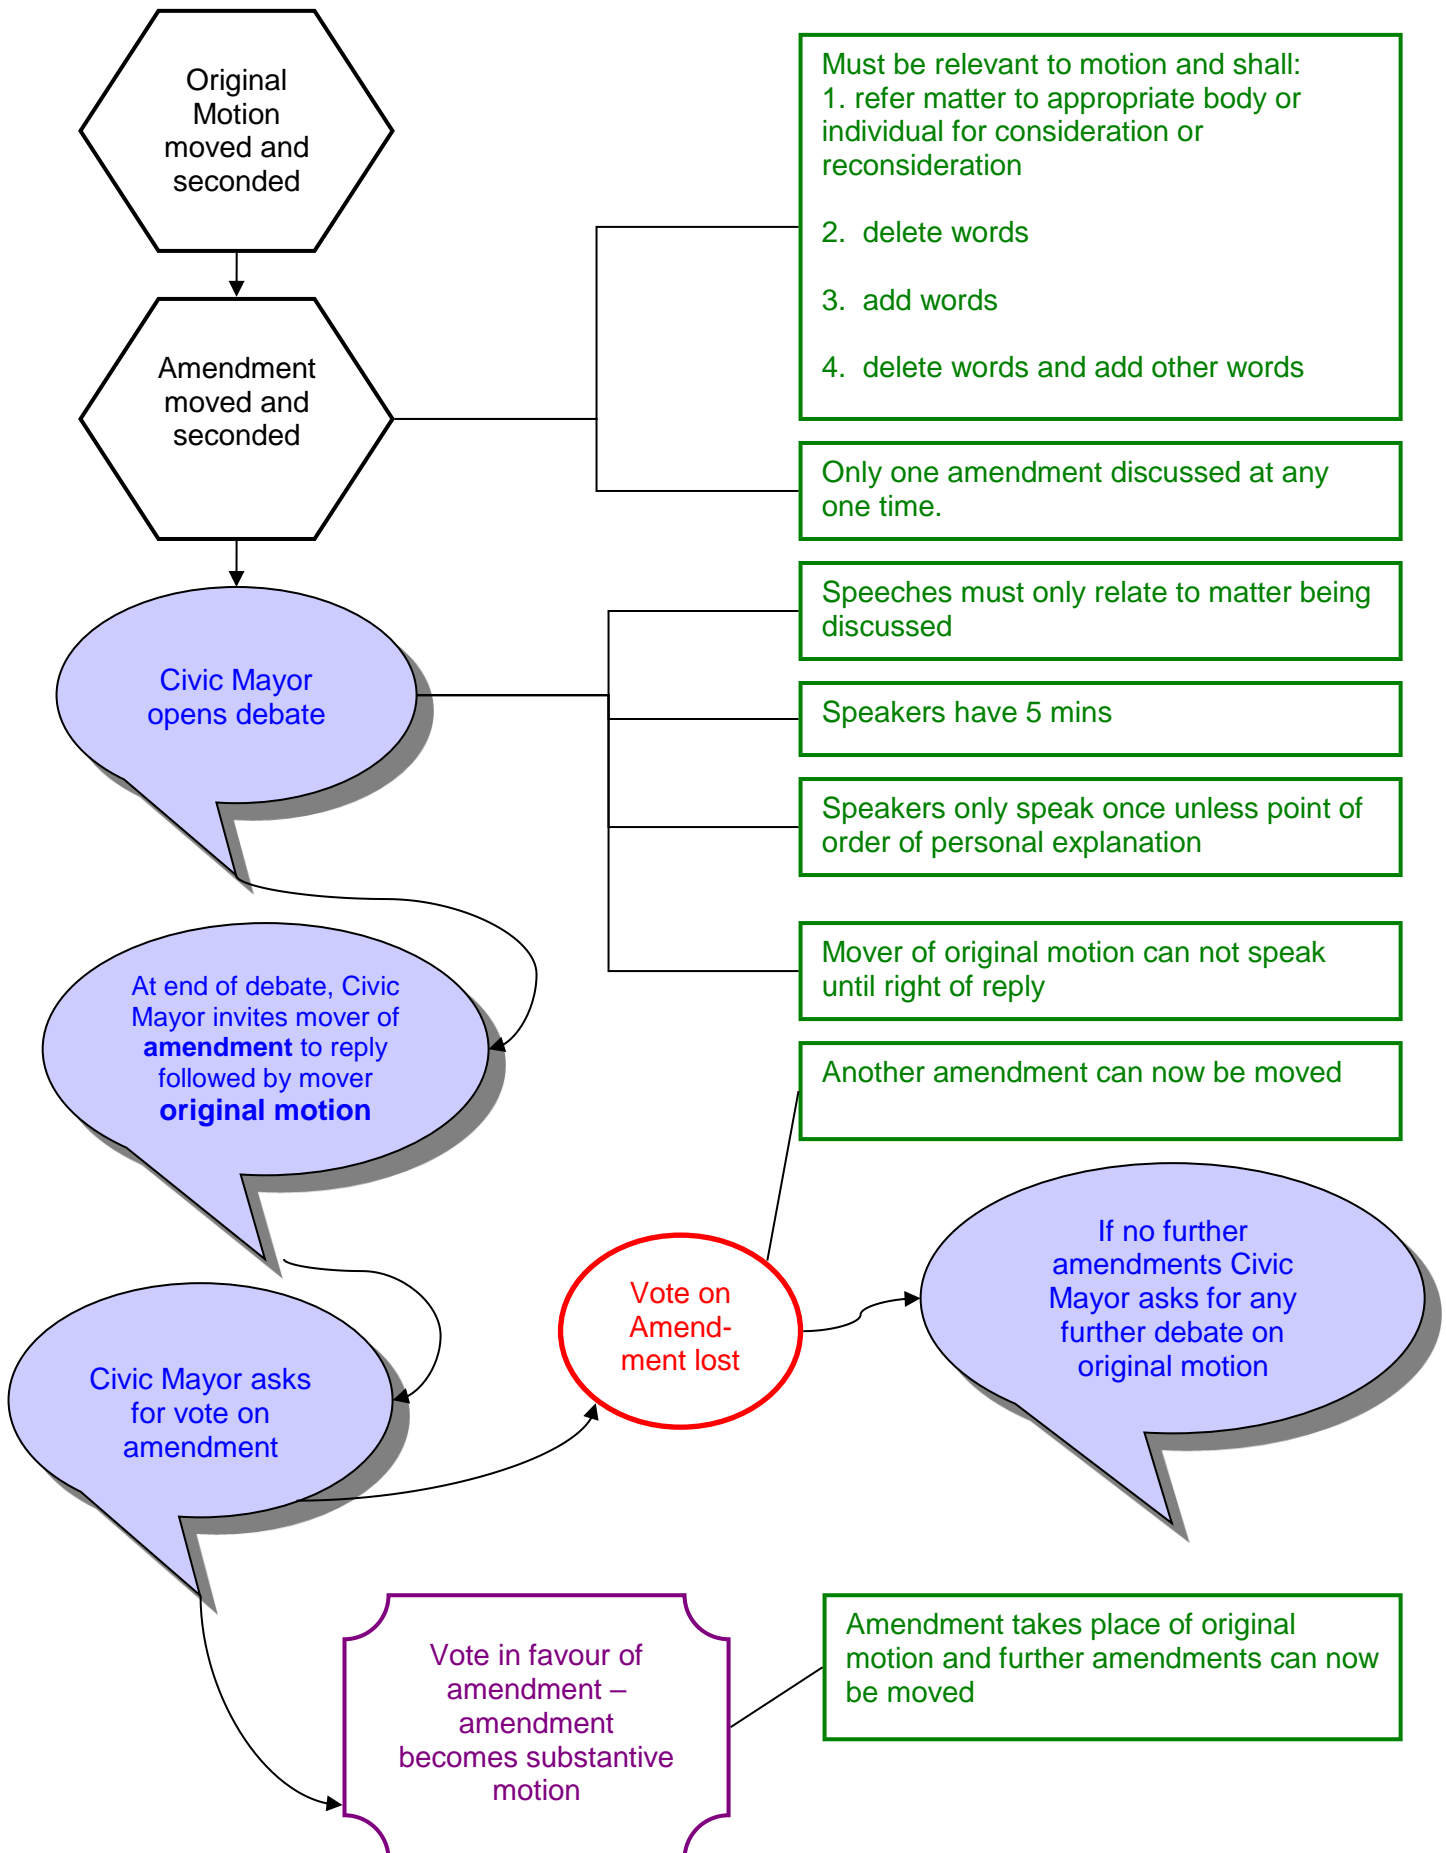 Original
Motion
moved and
seconded
Must be relevant to motion and shall:
1. refer matter to appropriate body or
individual for consideration or
reconsideration
2. delete words
3. add words
4. delete words and add other words
Amendment
moved and
seconded
Only one amendment discussed at any
one time.
Civic Mayor
opens debate
Speeches must only relate to matter being
discussed
Speakers have 5 mins
Speakers only speak once unless point of
order of personal explanation
Mover of original motion can not speak
until right of reply
At end of debate, Civic
Mayor invites mover of
amendment to reply
followed by mover
original motion
Another amendment can now be moved
Vote on
Amend-
ment lost
If no further
amendments Civic
Mayor asks for any
further debate on
original motion
Civic Mayor asks
for vote on
amendment
Vote in favour of
amendment –
amendment
becomes substantive
motion
Amendment takes place of original
motion and further amendments can now
be moved